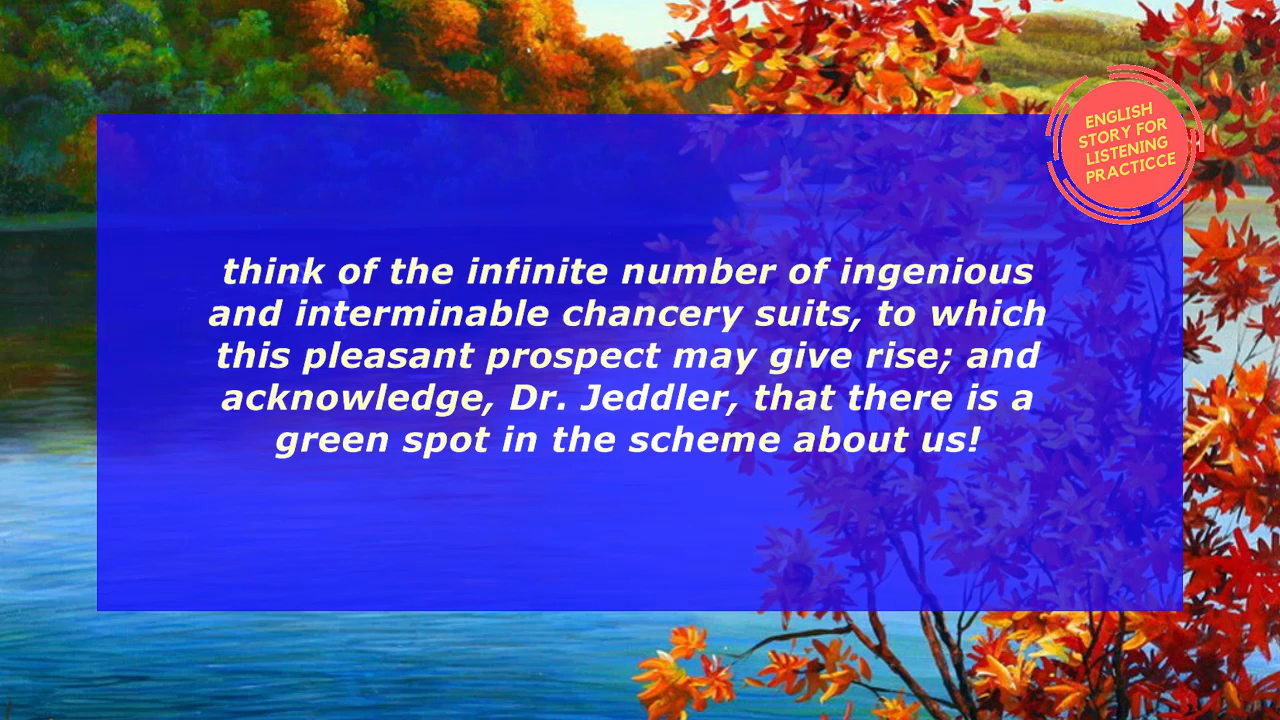 ENGLISH
STORY FOR
LISTENING
PRACTICCE
think of the infinite number of ingenious
and interminable chancery suits, to which
this pleasant prospect may give rise; and
acknowledge, Dr. Jeddler, that there is a
green spot in the scheme about us!